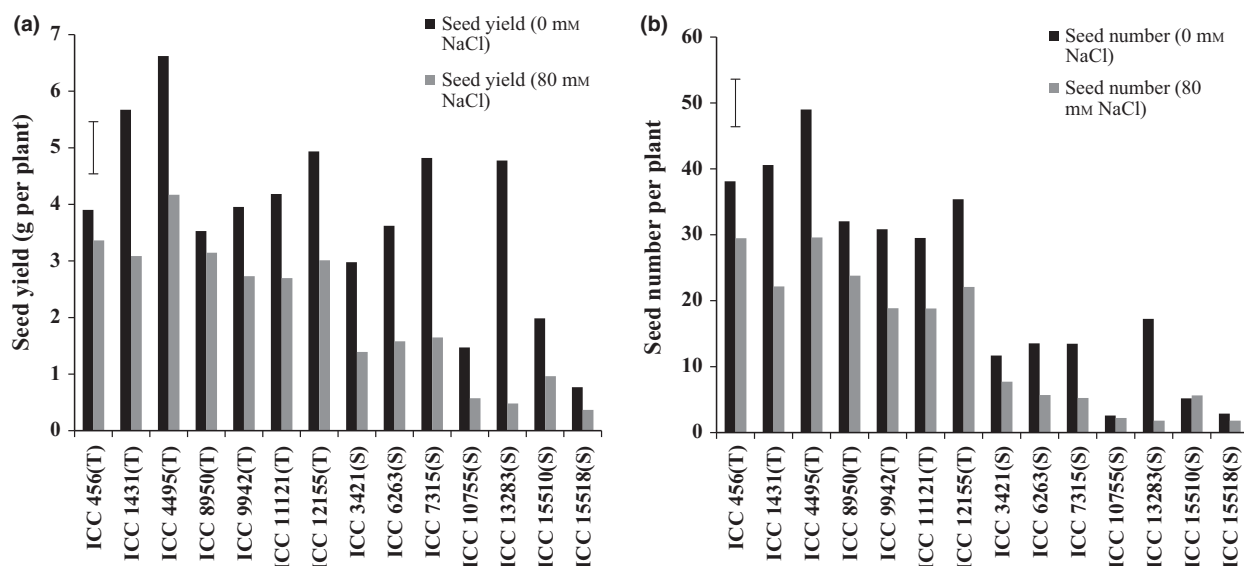 (a)
Seed yield (0 mM
NaCl)
Seed yield (80 mM
NaCl)
Seed yield (g per plant)
7
6
5
4
3
2
1
0
ICC 456(T)
ICC 1431(T)
ICC 4495(T)
ICC 8950(T)
ICC 9942(T)
ICC 11121(T)
ICC 12155(T)
ICC 3421(S)
ICC 6263(S)
ICC 7315(S)
ICC 10755(S)
ICC 13283(S)
ICC 15510(S)
ICC 15518(S)
(b)
Seed number (0 mM
NaCl)
Seed number (80
mM NaCl)
Seed number per plant
60
50
40
30
20
10
0
ICC 456(T)
ICC 1431(T)
ICC 4495(T)
ICC 8950(T)
ICC 9942(T)
ICC 11121(T)
ICC 12155(T)
ICC 3421(S)
ICC 6263(S)
ICC 7315(S)
ICC 10755(S)
ICC 13283(S)
ICC 15510(S)
ICC 15518(S)